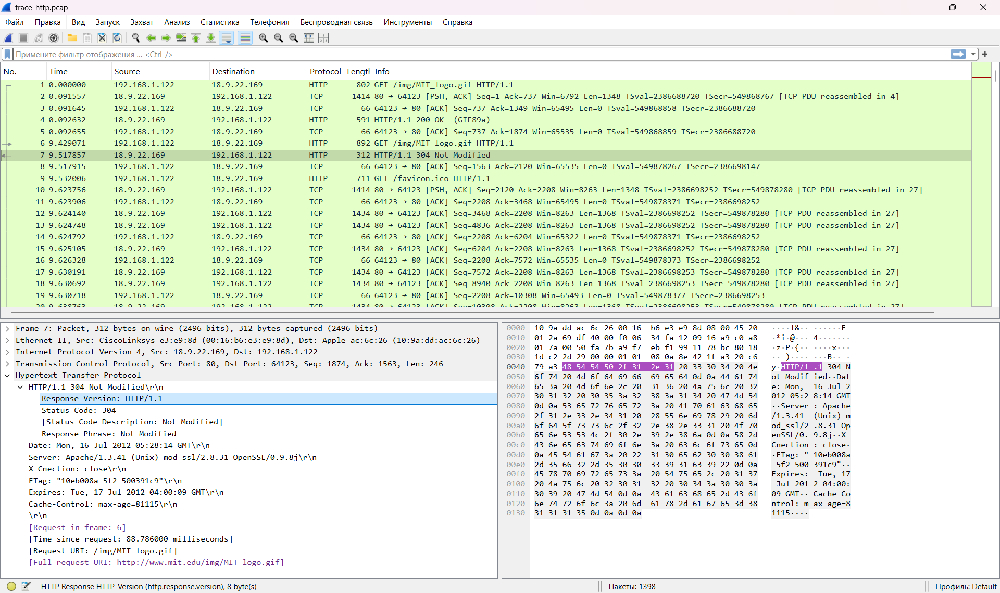 trace-http.pcap
Файл Правка Вид Запуск Захват Анализ Статистика Телефония Беспроводная связь Инструменты Справка
Примените фильтр отображения ... <Ctrl-/>
No. Time Source Destination Protocol Length Info
1 0.000000 192.168.1.122 18.9.22.169 HTTP 802 GET /img/MIT_logo.gif HTTP/1.1
2 0.091557 18.9.22.169 192.168.1.122 TCP 1414 80 → 64123 [PSH, ACK] Seq=1 Ack=737 Win=6792 Len=1348 TSval=2386688720 TSecr=549868767 [TCP PDU reassembled in 4]
3 0.091645 192.168.1.122 18.9.22.169 TCP 66 64123 → 80 [ACK] Seq=737 Ack=1349 Win=65495 Len=0 TSval=549868858 TSecr=2386688720
4 0.092632 18.9.22.169 192.168.1.122 HTTP 591 HTTP/1.1 200 OK  (GIF89a)
5 0.092655 192.168.1.122 18.9.22.169 TCP 66 64123 → 80 [ACK] Seq=737 Ack=1874 Win=65535 Len=0 TSval=549868859 TSecr=2386688720
6 9.429071 192.168.1.122 18.9.22.169 HTTP 892 GET /img/MIT_logo.gif HTTP/1.1
7 9.517857 18.9.22.169 192.168.1.122 HTTP 312 HTTP/1.1 304 Not Modified
8 9.517915 192.168.1.122 18.9.22.169 TCP 66 64123 → 80 [ACK] Seq=1563 Ack=2120 Win=65535 Len=0 TSval=549878267 TSecr=2386698147
9 9.532006 192.168.1.122 18.9.22.169 HTTP 711 GET /favicon.ico HTTP/1.1
10 9.623756 18.9.22.169 192.168.1.122 TCP 1414 80 → 64123 [PSH, ACK] Seq=2120 Ack=2208 Win=8263 Len=1348 TSval=2386698252 TSecr=549878280 [TCP PDU reassembled in 27]
11 9.623906 192.168.1.122 18.9.22.169 TCP 66 64123 → 80 [ACK] Seq=2208 Ack=3468 Win=65495 Len=0 TSval=549878371 TSecr=2386698252
12 9.624140 18.9.22.169 192.168.1.122 TCP 1434 80 → 64123 [ACK] Seq=3468 Ack=2208 Win=8263 Len=1368 TSval=2386698252 TSecr=549878280 [TCP PDU reassembled in 27]
13 9.624748 18.9.22.169 192.168.1.122 TCP 1434 80 → 64123 [ACK] Seq=4836 Ack=2208 Win=8263 Len=1368 TSval=2386698252 TSecr=549878280 [TCP PDU reassembled in 27]
14 9.624792 192.168.1.122 18.9.22.169 TCP 66 64123 → 80 [ACK] Seq=2208 Ack=6204 Win=65322 Len=0 TSval=549878371 TSecr=2386698252
15 9.625105 18.9.22.169 192.168.1.122 TCP 1434 80 → 64123 [ACK] Seq=6204 Ack=2208 Win=8263 Len=1368 TSval=2386698252 TSecr=549878280 [TCP PDU reassembled in 27]
16 9.626328 192.168.1.122 18.9.22.169 TCP 66 64123 → 80 [ACK] Seq=2208 Ack=7572 Win=65535 Len=0 TSval=549878373 TSecr=2386698252
17 9.630191 18.9.22.169 192.168.1.122 TCP 1434 80 → 64123 [ACK] Seq=7572 Ack=2208 Win=8263 Len=1368 TSval=2386698253 TSecr=549878280 [TCP PDU reassembled in 27]
18 9.630692 18.9.22.169 192.168.1.122 TCP 1434 80 → 64123 [ACK] Seq=8940 Ack=2208 Win=8263 Len=1368 TSval=2386698253 TSecr=549878280 [TCP PDU reassembled in 27]
19 9.630718 192.168.1.122 18.9.22.169 TCP 66 64123 → 80 [ACK] Seq=2208 Ack=10308 Win=65493 Len=0 TSval=549878377 TSecr=2386698253
Frame 7: Packet, 312 bytes on wire (2496 bits), 312 bytes captured (2496 bits)
Ethernet II, Src: CiscoLinksys_e3:e9:8d (00:16:b6:e3:e9:8d), Dst: Apple_ac:6c:26 (10:9a:dd:ac:6c:26)
Internet Protocol Version 4, Src: 18.9.22.169, Dst: 192.168.1.122
Transmission Control Protocol, Src Port: 80, Dst Port: 64123, Seq: 1874, Ack: 1563, Len: 246
Hypertext Transfer Protocol
HTTP/1.1 304 Not Modified\r\n
Response Version: HTTP/1.1
Status Code: 304
[Status Code Description: Not Modified]
Response Phrase: Not Modified
Date: Mon, 16 Jul 2012 05:28:14 GMT\r\n
Server: Apache/1.3.41 (Unix) mod_ssl/2.8.31 OpenSSL/0.9.8j\r\n
X-Cnection: close\r\n
ETag: "10eb008a-5f2-500391c9"\r\n
Expires: Tue, 17 Jul 2012 04:00:09 GMT\r\n
Cache-Control: max-age=81115\r\n
\r\n
[Request in frame: 6]
[Time since request: 88.786000 milliseconds]
[Request URI: /img/MIT_logo.gif]
[Full request URI: http://www.mit.edu/img/MIT_logo.gif]
0000 10 9a dd ac 6c 26 00 16 b6 e3 e9 8d 08 00 45 20 ····l&·· ······E
0010 01 2a 69 df 40 00 f0 06 34 fa 12 09 16 a9 c0 a8 ·*i·@··· 4·······
0020 01 7a 00 50 fa 7b a9 f7 eb f1 99 11 78 bc 80 18 ·z·P·{·· ····x···
0030 1d c2 2d 29 00 00 01 01 08 0a 8e 42 1f a3 20 c6 ··-)···· ···B·· ·
0040 79 a3 48 54 54 50 2f 31 2e 31 20 33 30 34 20 4e y·HTTP/1 .1 304 N
0050 6f 74 20 4d 6f 64 69 66 69 65 64 0d 0a 44 61 74 ot Modif ied··Dat
0060 65 3a 20 4d 6f 6e 2c 20 31 36 20 4a 75 6c 20 32 e: Mon,  16 Jul 2
0070 30 31 32 20 30 35 3a 32 38 3a 31 34 20 47 4d 54 012 05:2 8:14 GMT
0080 0d 0a 53 65 72 76 65 72 3a 20 41 70 61 63 68 65 ··Server : Apache
0090 2f 31 2e 33 2e 34 31 20 28 55 6e 69 78 29 20 6d /1.3.41  (Unix) m
00a0 6f 64 5f 73 73 6c 2f 32 2e 38 2e 33 31 20 4f 70 od_ssl/2 .8.31 Op
00b0 65 6e 53 53 4c 2f 30 2e 39 2e 38 6a 0d 0a 58 2d enSSL/0. 9.8j··X-
00c0 43 6e 65 63 74 69 6f 6e 3a 20 63 6c 6f 73 65 0d Cnection : close·
00d0 0a 45 54 61 67 3a 20 22 31 30 65 62 30 30 38 61 ·ETag: " 10eb008a
00e0 2d 35 66 32 2d 35 30 30 33 39 31 63 39 22 0d 0a -5f2-500 391c9"··
00f0 45 78 70 69 72 65 73 3a 20 54 75 65 2c 20 31 37 Expires:  Tue, 17
0100 20 4a 75 6c 20 32 30 31 32 20 30 34 3a 30 30 3a  Jul 201 2 04:00:
0110 30 39 20 47 4d 54 0d 0a 43 61 63 68 65 2d 43 6f 09 GMT·· Cache-Co
0120 6e 74 72 6f 6c 3a 20 6d 61 78 2d 61 67 65 3d 38 ntrol: m ax-age=8
0130 31 31 31 35 0d 0a 0d 0a 1115····
HTTP Response HTTP-Version (http.response.version), 8 byte(s)
Пакеты: 1398
Профиль: Default